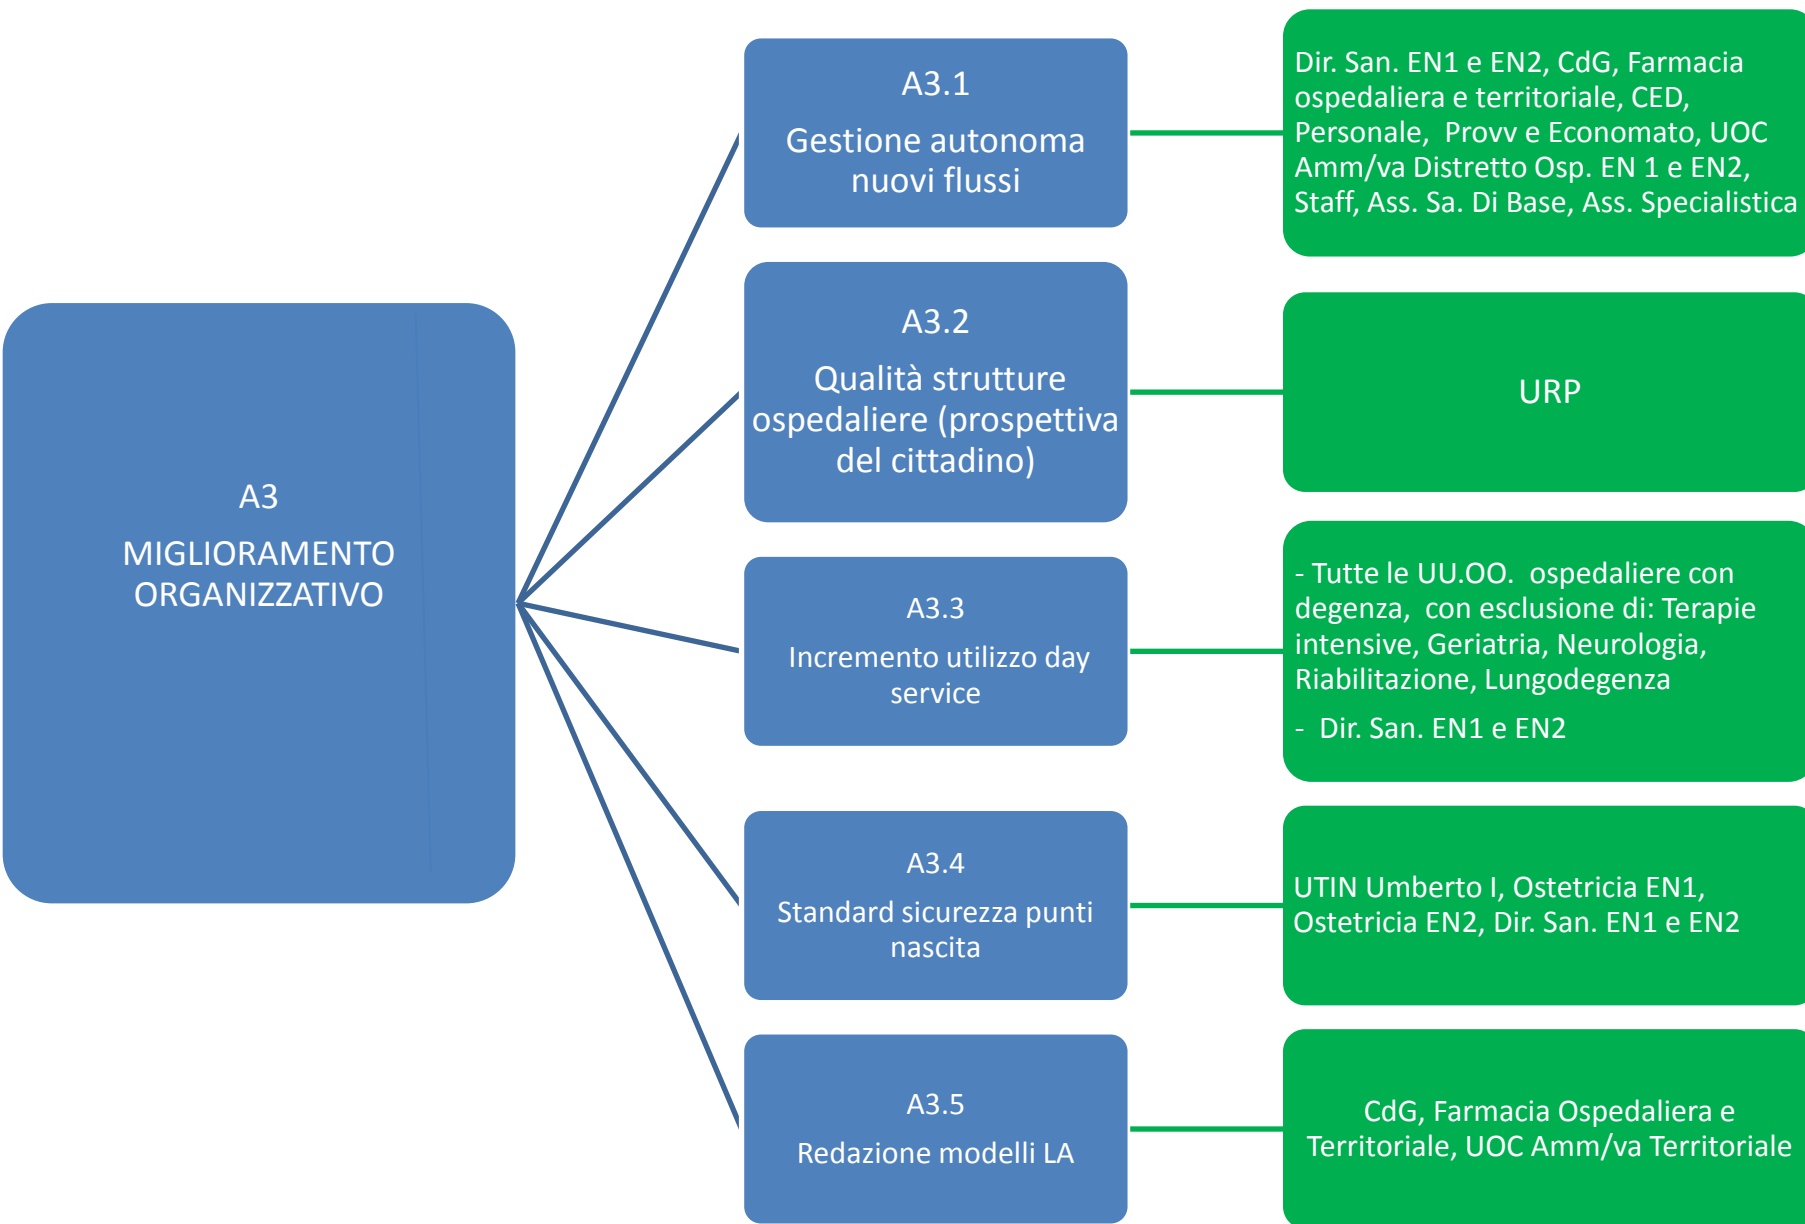 A3
MIGLIORAMENTO
ORGANIZZATIVO
A3.1
Gestione autonoma
nuovi flussi
Dir. San. EN1 e EN2, CdG, Farmacia
ospedaliera e territoriale, CED,
Personale, Provv e Economato, UOC
Amm/va Distretto Osp. EN 1 e EN2,
Staff, Ass. Sa. Di Base, Ass. Specialistica
A3.2
Qualità strutture
ospedaliere (prospettiva
del cittadino)
URP
A3.3
Incremento utilizzo day
service
- Tutte le UU.OO. ospedaliere con
degenza, con esclusione di: Terapie
intensive, Geriatria, Neurologia,
Riabilitazione, Lungodegenza
- Dir. San. EN1 e EN2
A3.4
Standard sicurezza punti
nascita
UTIN Umberto I, Ostetricia EN1,
Ostetricia EN2, Dir. San. EN1 e EN2
A3.5
Redazione modelli LA
CdG, Farmacia Ospedaliera e
Territoriale, UOC Amm/va Territoriale